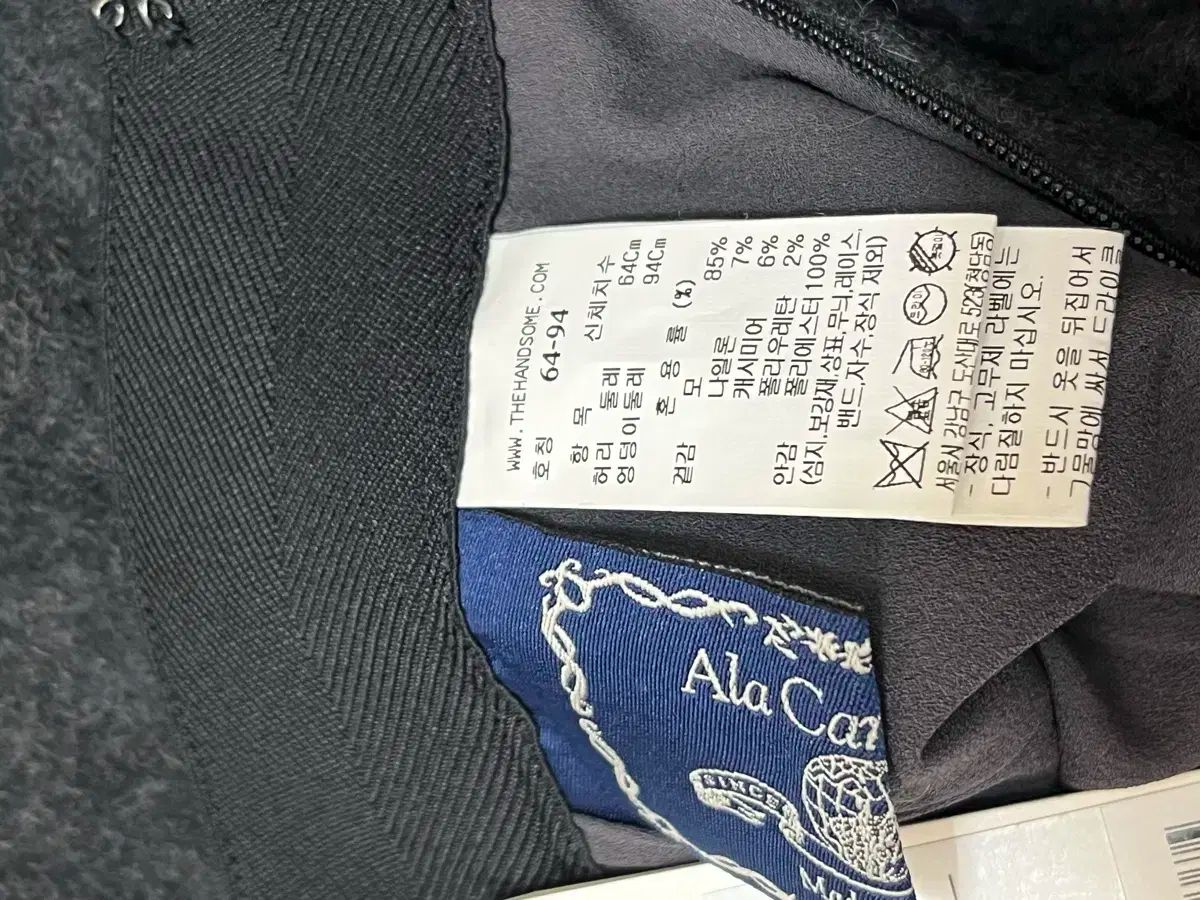 WWW.THEHANDSOME.COM
호칭 64-94
항 목 신체치수
허리 둘레 64Cm
엉덩이둘레 94Cm
혼 용 률 (%)
겉감 모 85%
나일론 7%
캐시미어 6%
폴리우레탄 2%
안감 폴리에스터100%
(심지,보강재,상표,무늬,레이스,
밴드,자수,장식 제외)
드라이
서울시 강남구 도산대로 523(청담동)
- 장식, 고무제 라벨에는
다림질하지 마십시오.
- 반드시 옷을 뒤집어서
그물망에 싸서 드라이클
Ala Car
SINCE
Mod